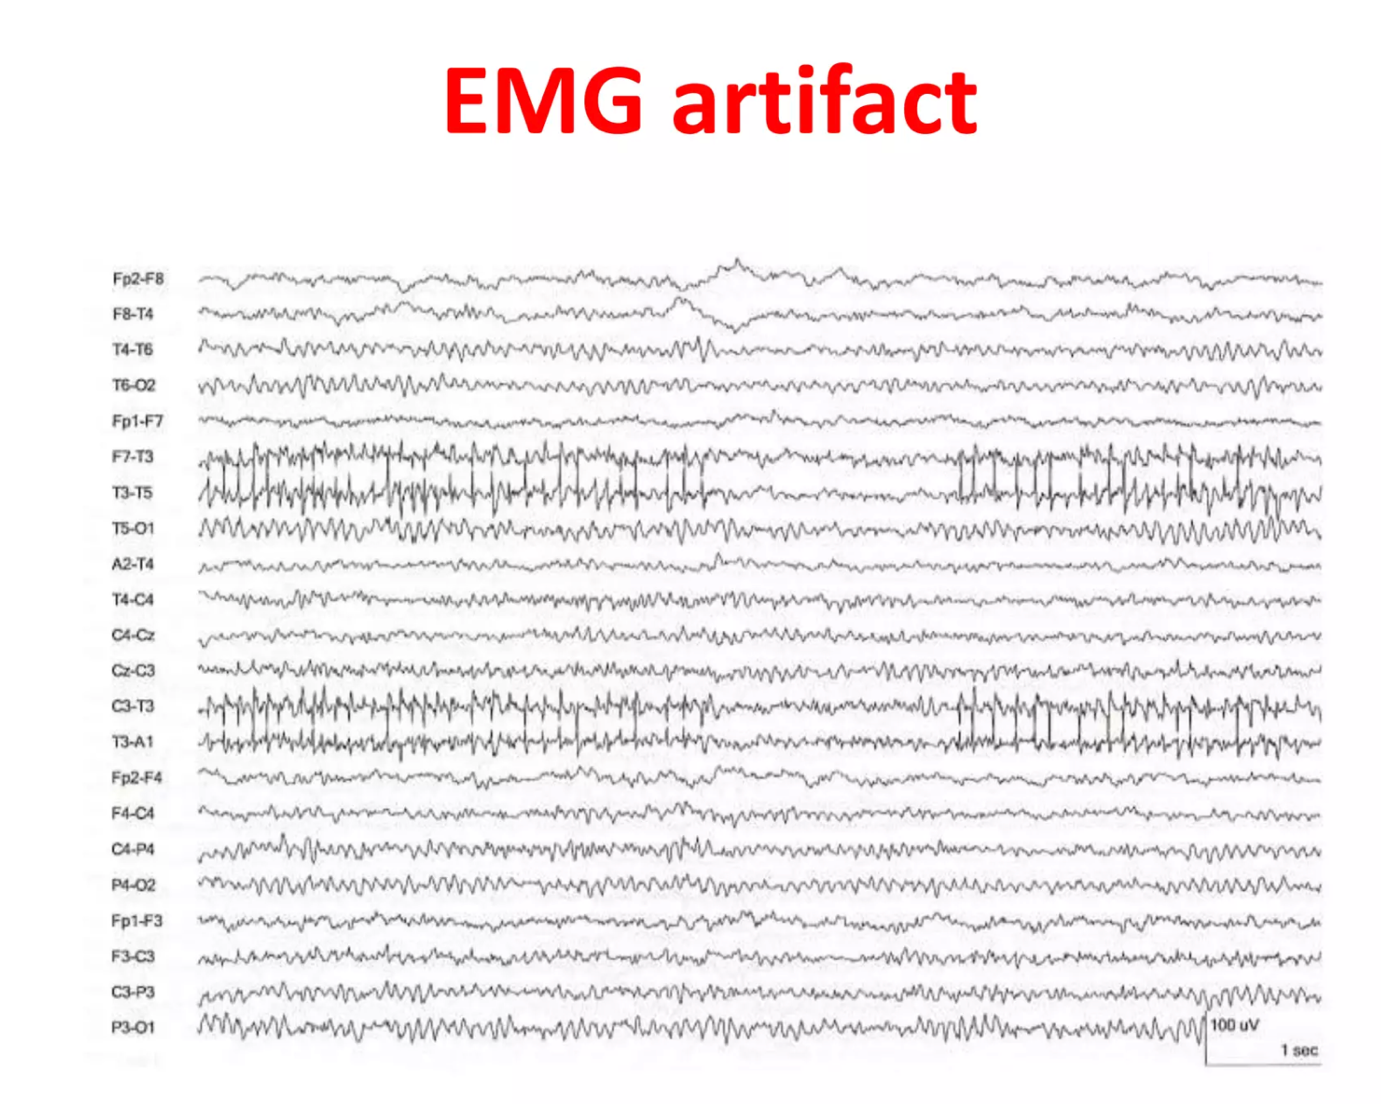 EMG artifact
Fp2-F8
F8-T4
T4-T6
T6-O2
Fp1-F7
F7-T3
T3-T5
T5-O1
A2-T4
T4-C4
C4-Cz
Cz-C3
C3-T3
T3-A1
Fp2-F4
F4-C4
C4-P4
P4-O2
Fp1-F3
F3-C3
C3-P3
P3-O1
100 uV
1 sec